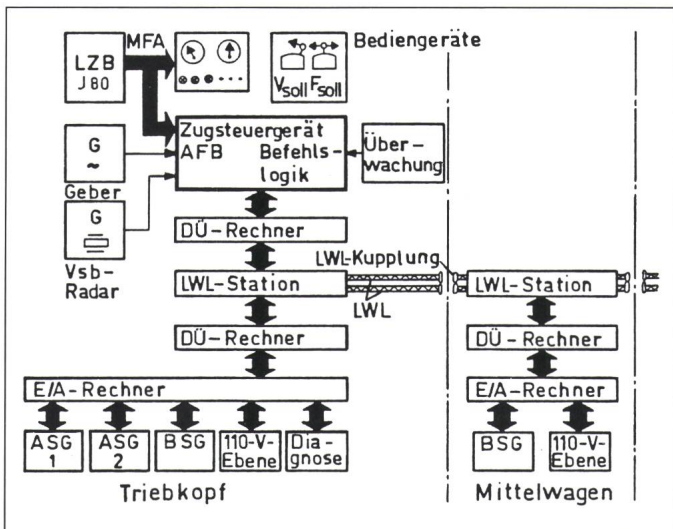 MFA
LZB
J80
Bediengeräte
Vsoll Fsoll
Zugsteuergerät
AFB Befehls-
logik
Über-
wachung
G
~
Geber
G
Vsb-
Radar
DÜ-Rechner
LWL-Kupplung
LWL-Station
LWL
LWL-Station
DÜ-Rechner
DÜ-Rechner
E/A-Rechner
E/A-Rechner
ASG
1
ASG
2
BSG
110-V-
Ebene
Dia-
gnose
BSG
110-V-
Ebene
Triebkopf
Mittelwagen